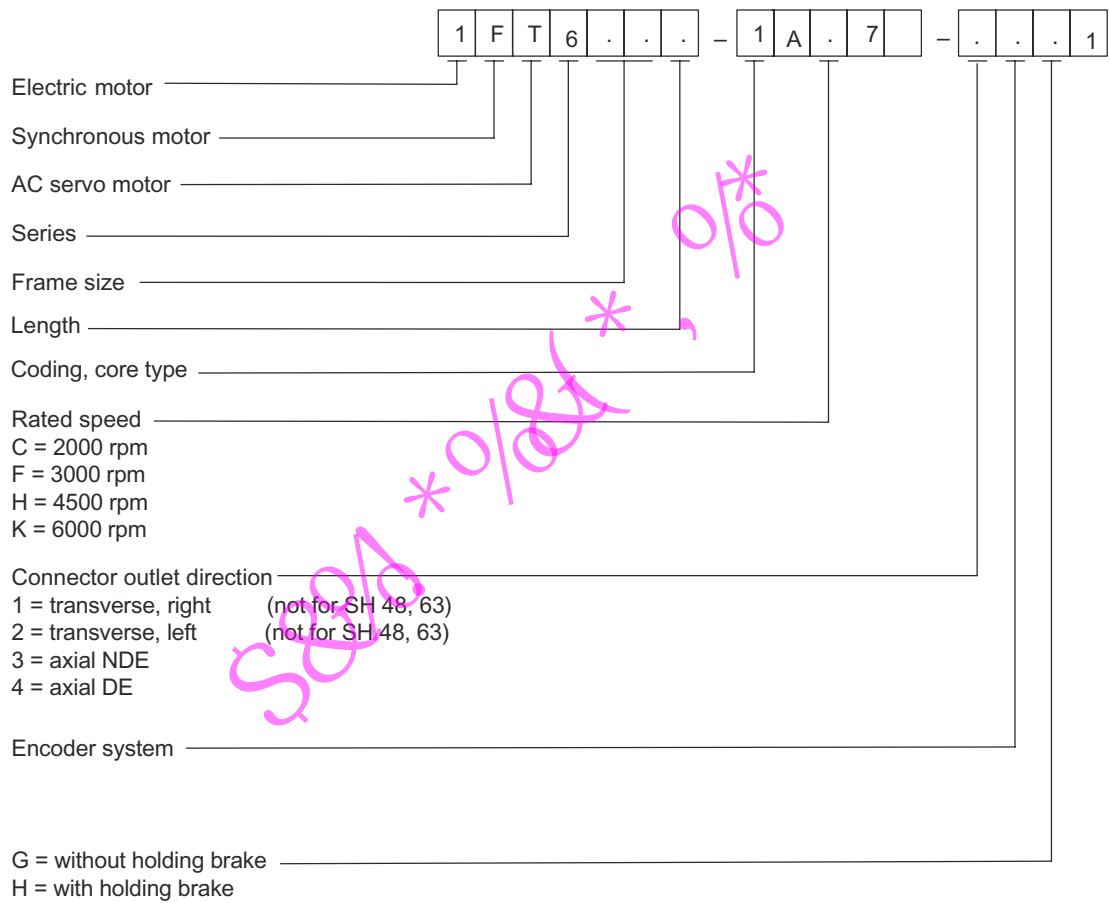 1 F T 6 . . . – 1 A . 7 – . . . 1
Electric motor
Synchronous motor
AC servo motor
Series
Frame size
Length
Coding, core type
Rated speed
C = 2000 rpm
F = 3000 rpm
H = 4500 rpm
K = 6000 rpm
Connector outlet direction
1 = transverse, right (not for SH 48, 63)
2 = transverse, left (not for SH 48, 63)
3 = axial NDE
4 = axial DE
Encoder system
G = without holding brake
H = with holding brake